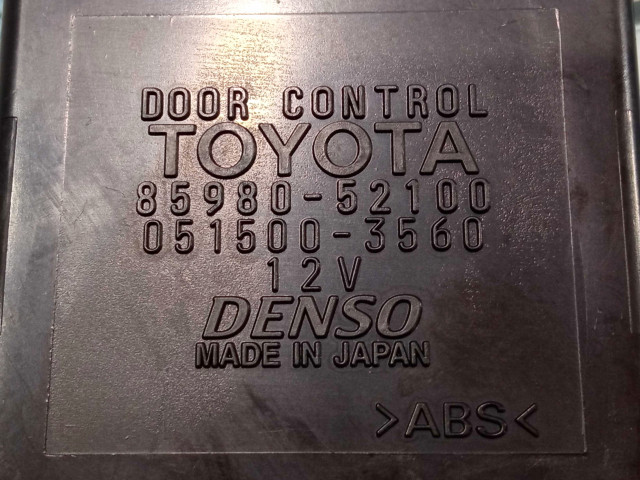 DOOR CONTROL
TOYOTA
85980-52100
051500-3560
12V
DENSO
MADE IN JAPAN
>ABS<